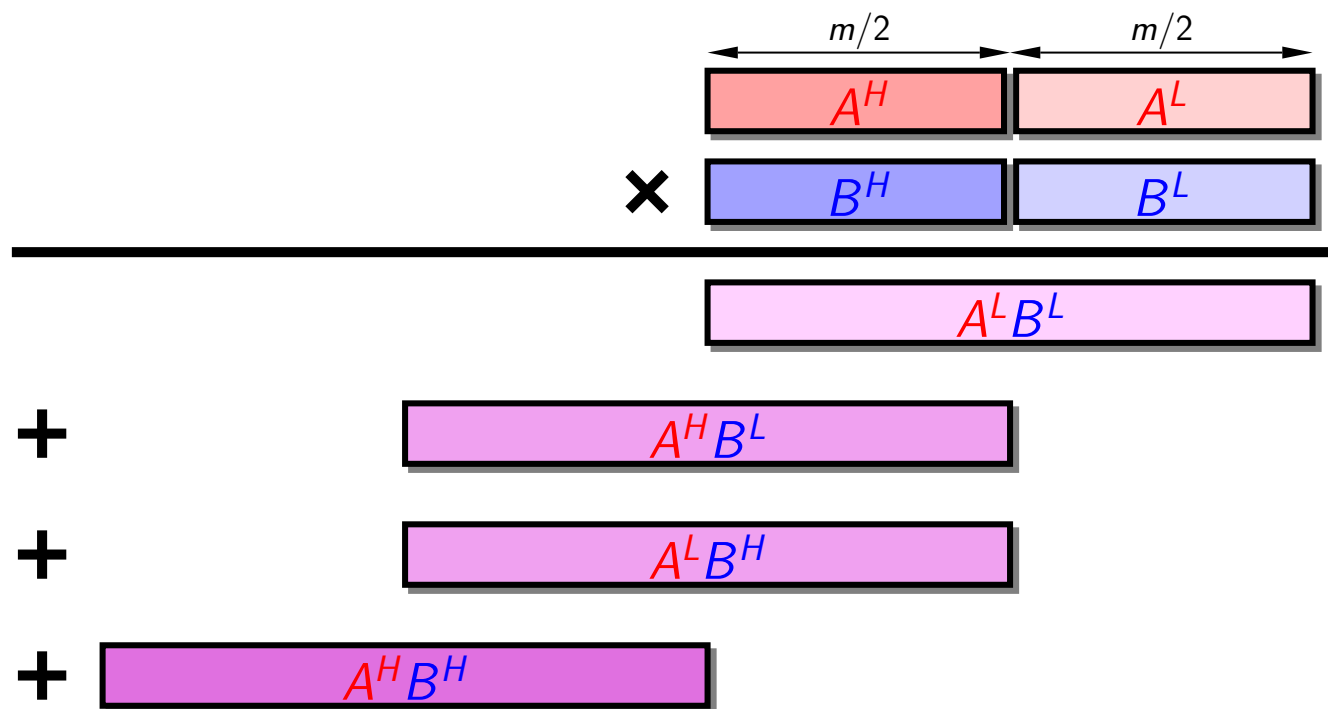 m/2 m/2
A^H A^L
× B^H B^L
A^L B^L
+ A^H B^L
+ A^L B^H
+ A^H B^H